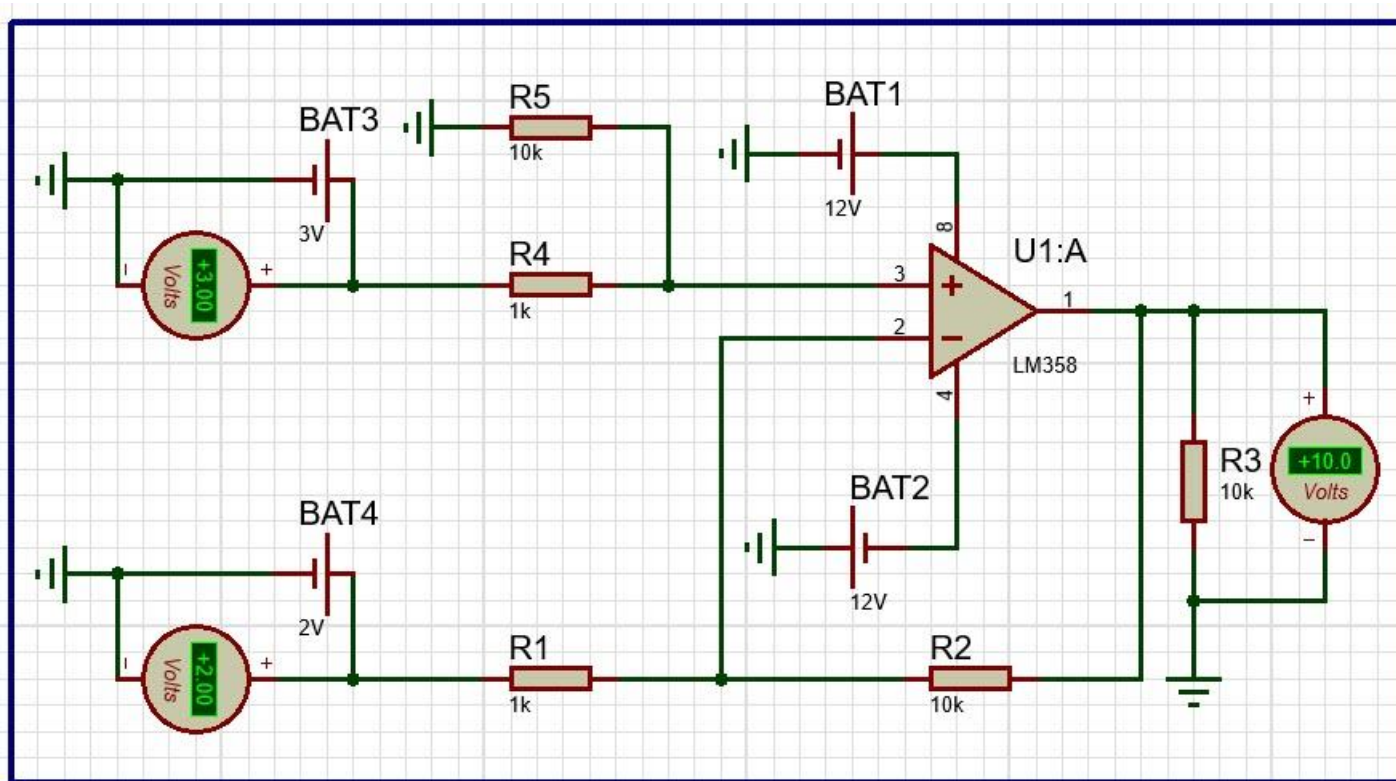 BAT3
3V
+3.00
Volts
-
+
R5
10k
R4
1k
BAT1
12V
8
U1:A
3
+
2
-
1
LM358
4
BAT2
12V
R3
10k
+
+10.0
Volts
-
BAT4
2V
+2.00
Volts
-
+
R1
1k
R2
10k